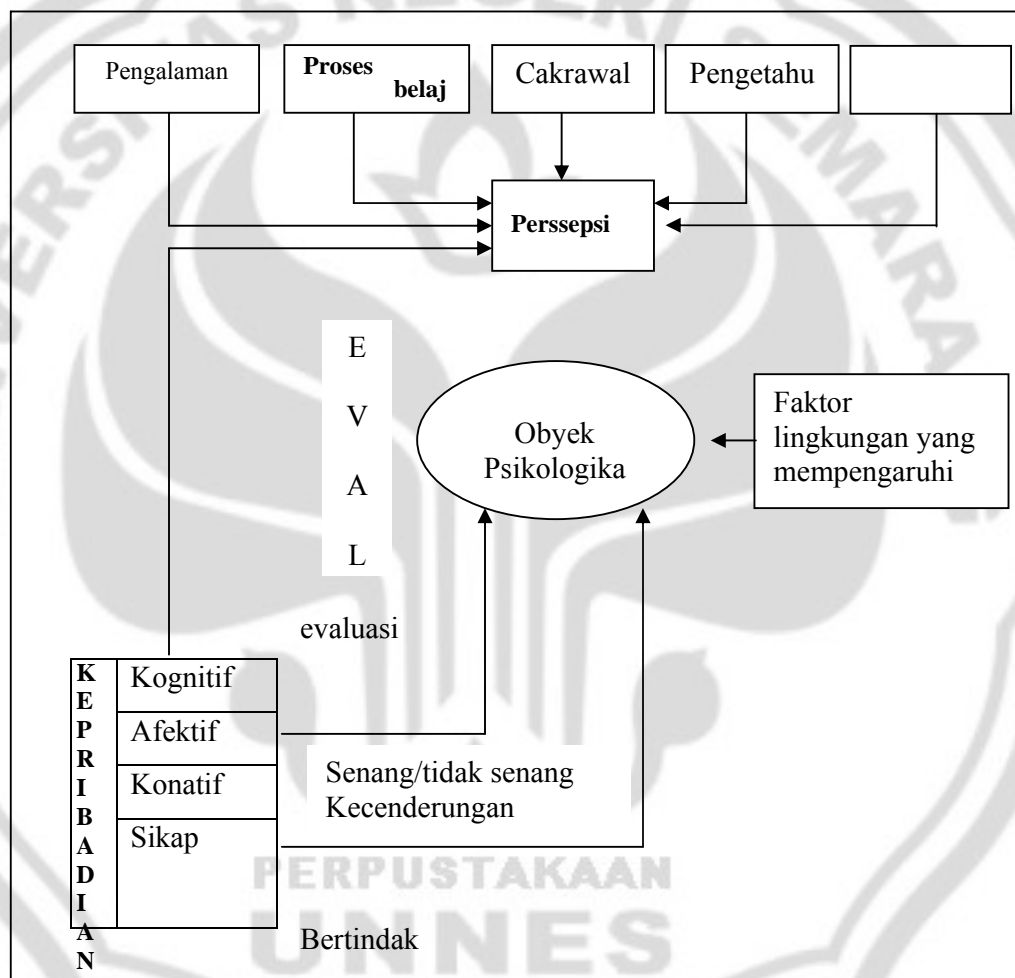 Pengalaman
Proses
belaj
Cakrawal
Pengetahu
Perssepsi
E
V
A
L
Obyek
Psikologika
Faktor
lingkungan yang
mempengaruhi
evaluasi
K
E
P
R
I
B
A
D
I
A
N
Kognitif
Afektif
Konatif
Sikap
Senang/tidak senang
Kecenderungan
Bertindak
PERPUSTAKAAN
UNNES